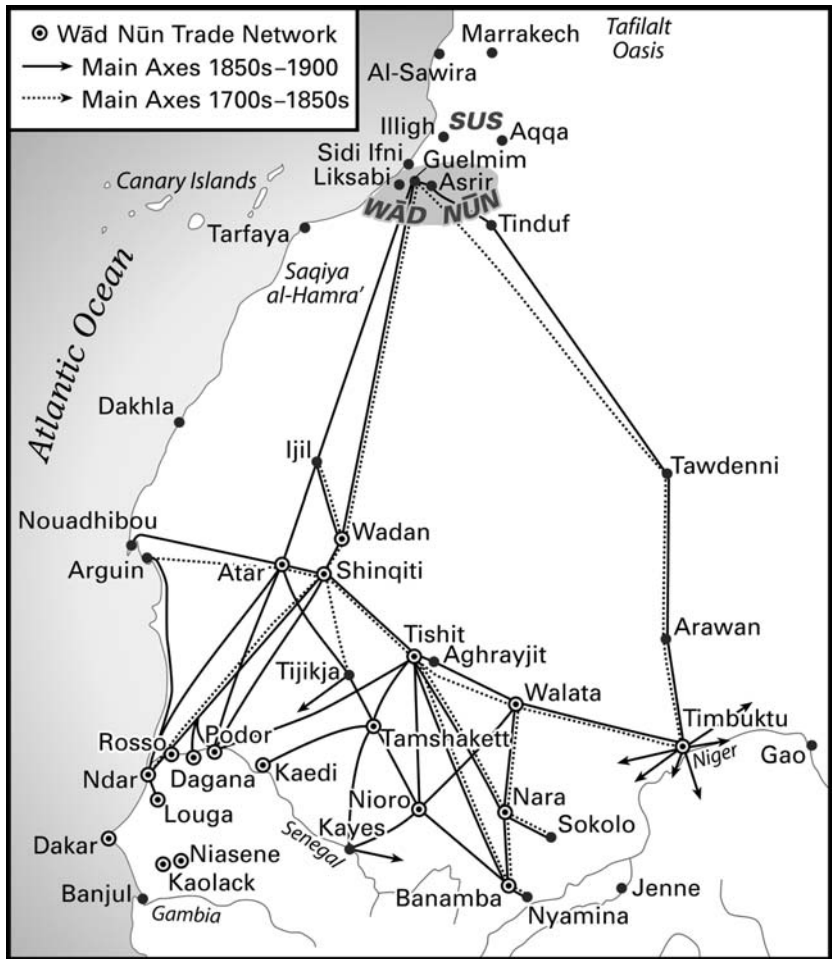 Wād Nūn Trade Network
Main Axes 1850s–1900
Main Axes 1700s–1850s
Marrakech
Tafilalt
Oasis
Al-Sawira
Illigh
SUS
Aqqa
Sidi Ifni
Guelmim
Canary Islands
Liksabi
Asrir
WĀD NŪN
Tarfaya
Tinduf
Saqiya
al-Hamra'
Atlantic Ocean
Dakhla
Ijil
Tawdenni
Nouadhibou
Wadan
Arguin
Atar
Shinqiti
Arawan
Tishit
Aghrayjit
Tijikja
Walata
Timbuktu
Rosso
Podor
Tamshakett
Niger
Gao
Ndar
Dagana
Kaedi
Louga
Nioro
Nara
Kayes
Sokolo
Dakar
Senegal
Niasene
Kaolack
Banamba
Jenne
Banjul
Gambia
Nyamina